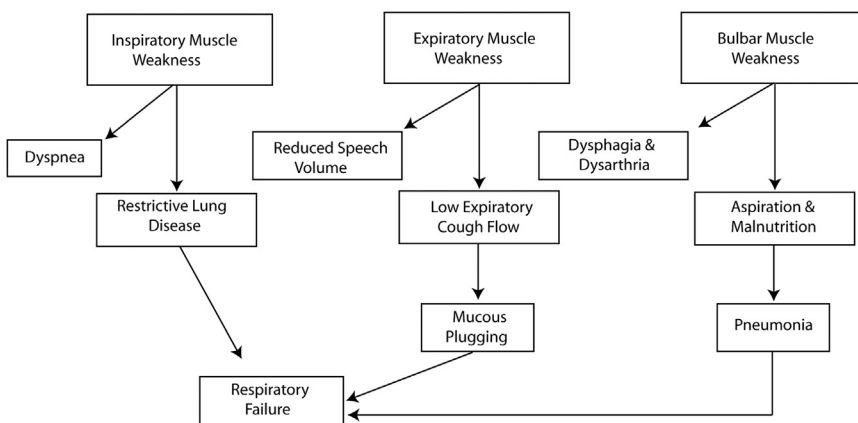 Inspiratory Muscle
Weakness
Expiratory Muscle
Weakness
Bulbar Muscle
Weakness
Dyspnea
Reduced Speech
Volume
Dysphagia &
Dysarthria
Restrictive Lung
Disease
Low Expiratory
Cough Flow
Aspiration &
Malnutrition
Mucous
Plugging
Pneumonia
Respiratory
Failure